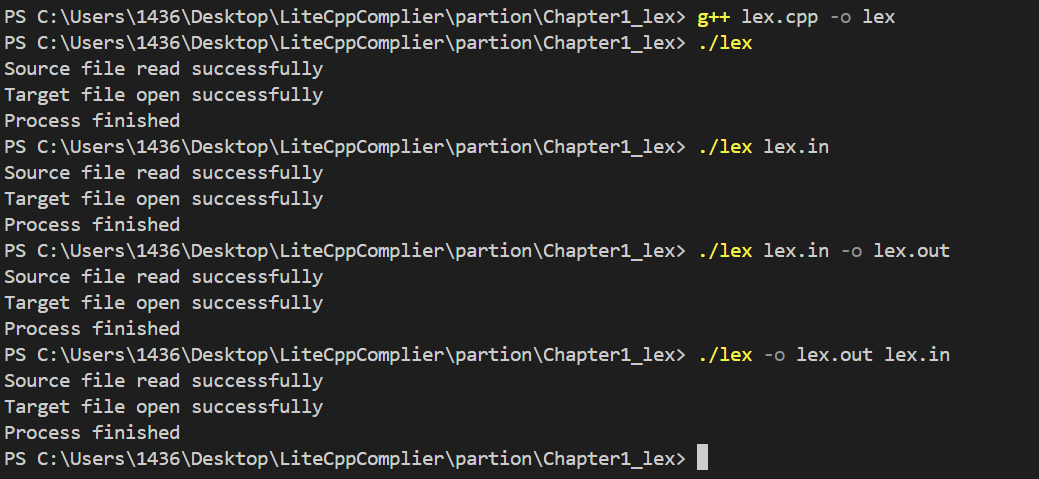 PS C:\Users\1436\Desktop\LiteCppComplier\partion\Chapter1_lex> g++ lex.cpp -o lex
PS C:\Users\1436\Desktop\LiteCppComplier\partion\Chapter1_lex> ./lex
Source file read successfully
Target file open successfully
Process finished
PS C:\Users\1436\Desktop\LiteCppComplier\partion\Chapter1_lex> ./lex lex.in
Source file read successfully
Target file open successfully
Process finished
PS C:\Users\1436\Desktop\LiteCppComplier\partion\Chapter1_lex> ./lex lex.in -o lex.out
Source file read successfully
Target file open successfully
Process finished
PS C:\Users\1436\Desktop\LiteCppComplier\partion\Chapter1_lex> ./lex -o lex.out lex.in
Source file read successfully
Target file open successfully
Process finished
PS C:\Users\1436\Desktop\LiteCppComplier\partion\Chapter1_lex>